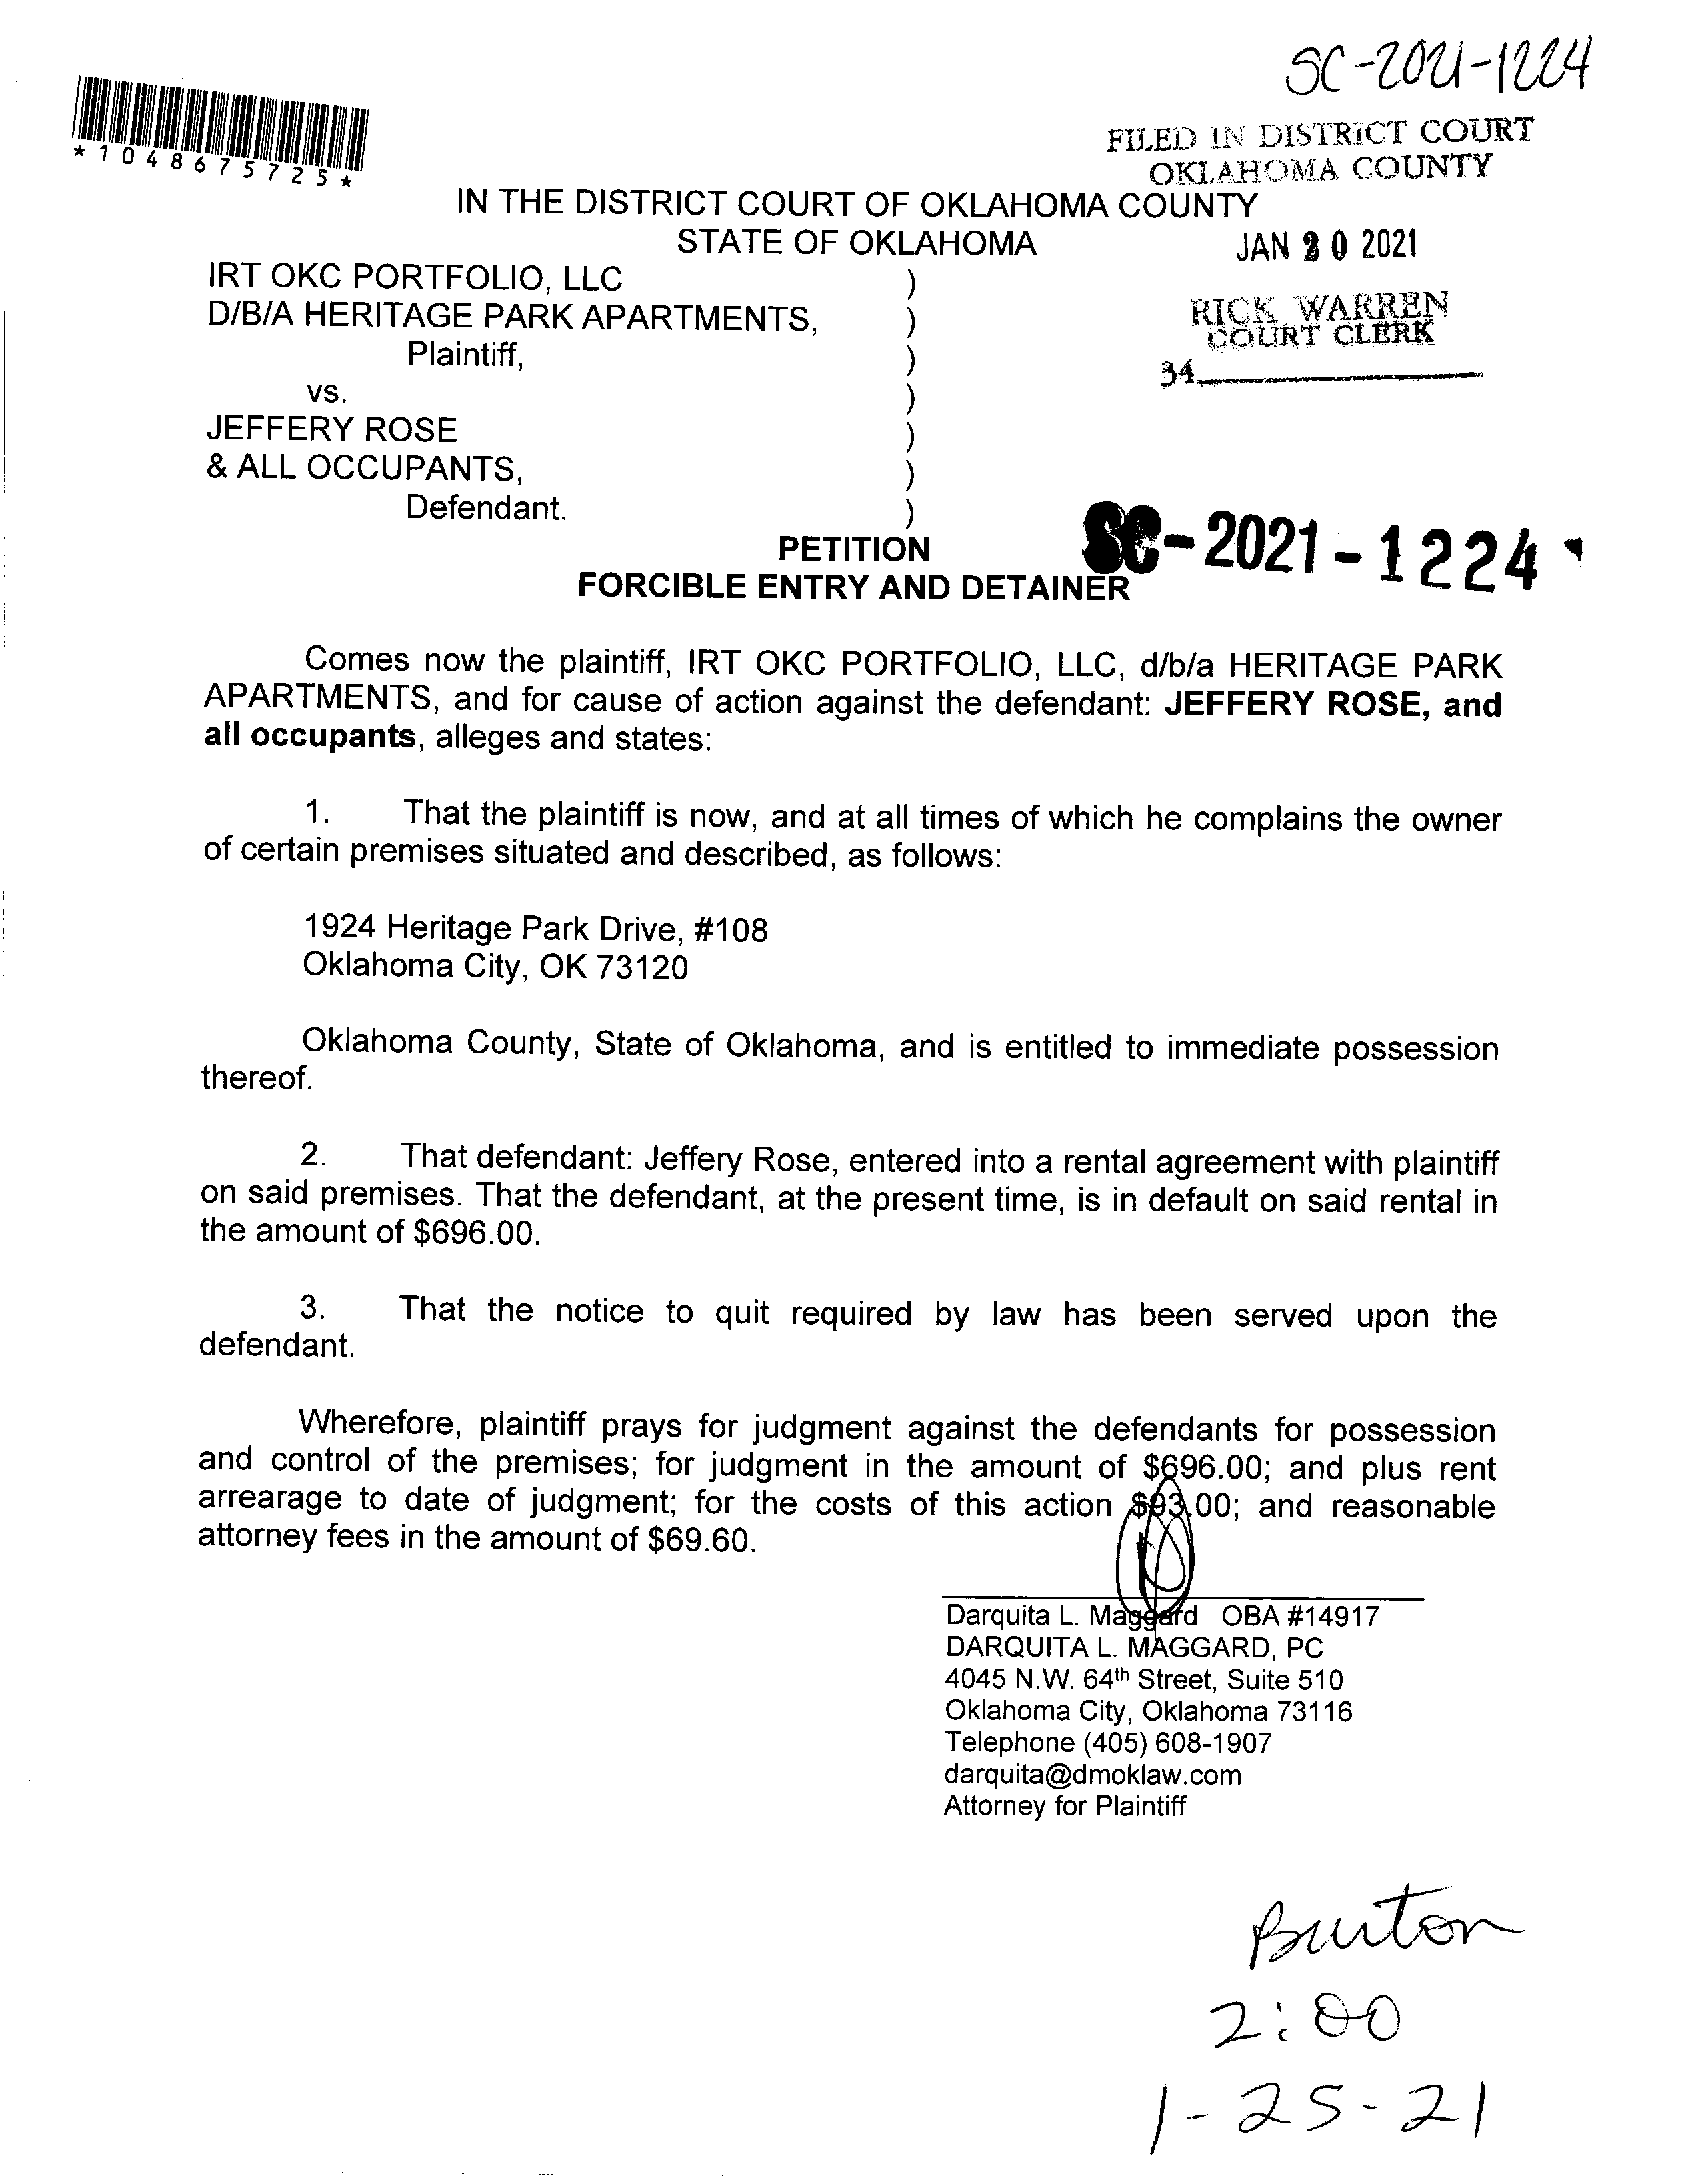 SC-2021-1224
*1048675725*
FILED IN DISTRICT COURT
OKLAHOMA COUNTY
IN THE DISTRICT COURT OF OKLAHOMA COUNTY
STATE OF OKLAHOMA
JAN 20 2021
IRT OKC PORTFOLIO, LLC )
D/B/A HERITAGE PARK APARTMENTS, )
RICK WARREN
COURT CLERK
Plaintiff, )
34
vs. )
JEFFERY ROSE )
& ALL OCCUPANTS, )
Defendant. )
PETITION
SC-2021-1224
FORCIBLE ENTRY AND DETAINER
Comes now the plaintiff, IRT OKC PORTFOLIO, LLC, d/b/a HERITAGE PARK
APARTMENTS, and for cause of action against the defendant: JEFFERY ROSE, and
all occupants, alleges and states:
1. That the plaintiff is now, and at all times of which he complains the owner
of certain premises situated and described, as follows:
1924 Heritage Park Drive, #108
Oklahoma City, OK 73120
Oklahoma County, State of Oklahoma, and is entitled to immediate possession
thereof.
2. That defendant: Jeffery Rose, entered into a rental agreement with plaintiff
on said premises. That the defendant, at the present time, is in default on said rental in
the amount of $696.00.
3. That the notice to quit required by law has been served upon the
defendant.
Wherefore, plaintiff prays for judgment against the defendants for possession
and control of the premises; for judgment in the amount of $696.00; and plus rent
arrearage to date of judgment; for the costs of this action $93.00; and reasonable
attorney fees in the amount of $69.60.
Darquita L. Maggard OBA #14917
DARQUITA L. MAGGARD, PC
4045 N.W. 64th Street, Suite 510
Oklahoma City, Oklahoma 73116
Telephone (405) 608-1907
darquita@dmoklaw.com
Attorney for Plaintiff
Burton
2:00
1-25-21